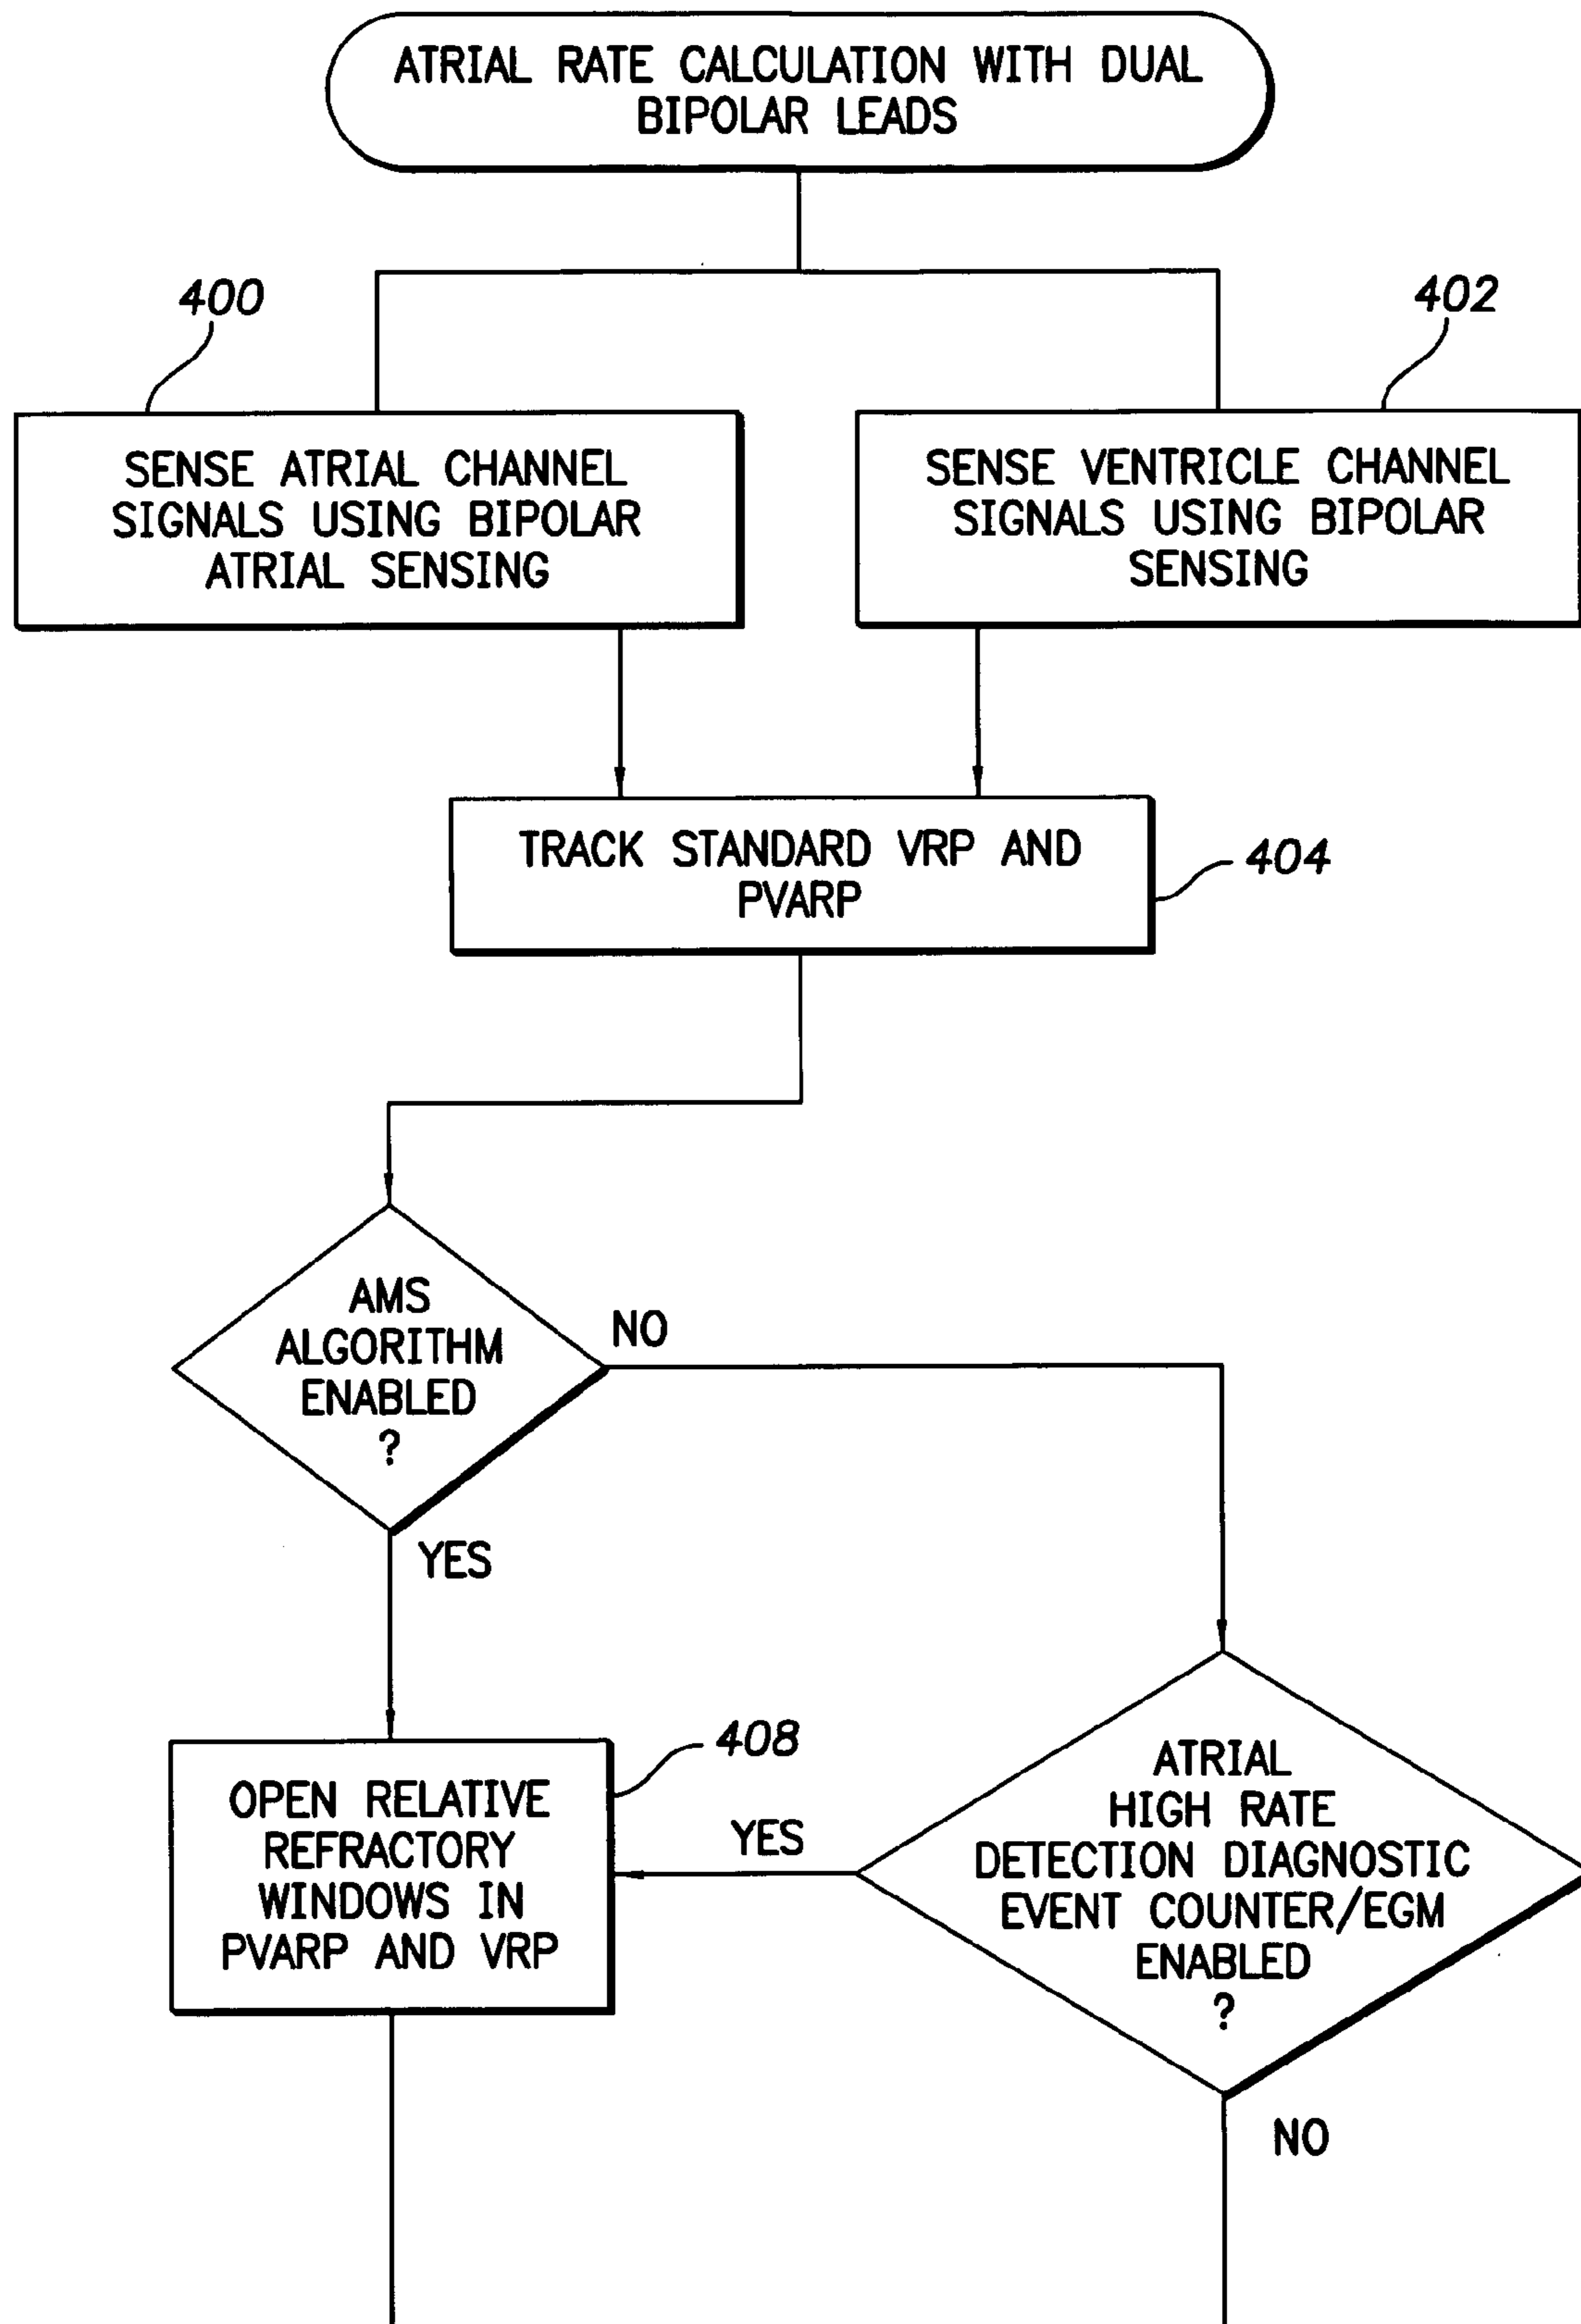 ATRIAL RATE CALCULATION WITH DUAL
BIPOLAR LEADS
400
402
SENSE ATRIAL CHANNEL
SIGNALS USING BIPOLAR
ATRIAL SENSING
SENSE VENTRICLE CHANNEL
SIGNALS USING BIPOLAR
SENSING
TRACK STANDARD VRP AND
PVARP
404
AMS
ALGORITHM
ENABLED
?
NO
YES
408
OPEN RELATIVE
REFRACTORY
WINDOWS IN
PVARP AND VRP
YES
ATRIAL
HIGH RATE
DETECTION DIAGNOSTIC
EVENT COUNTER/EGM
ENABLED
?
NO